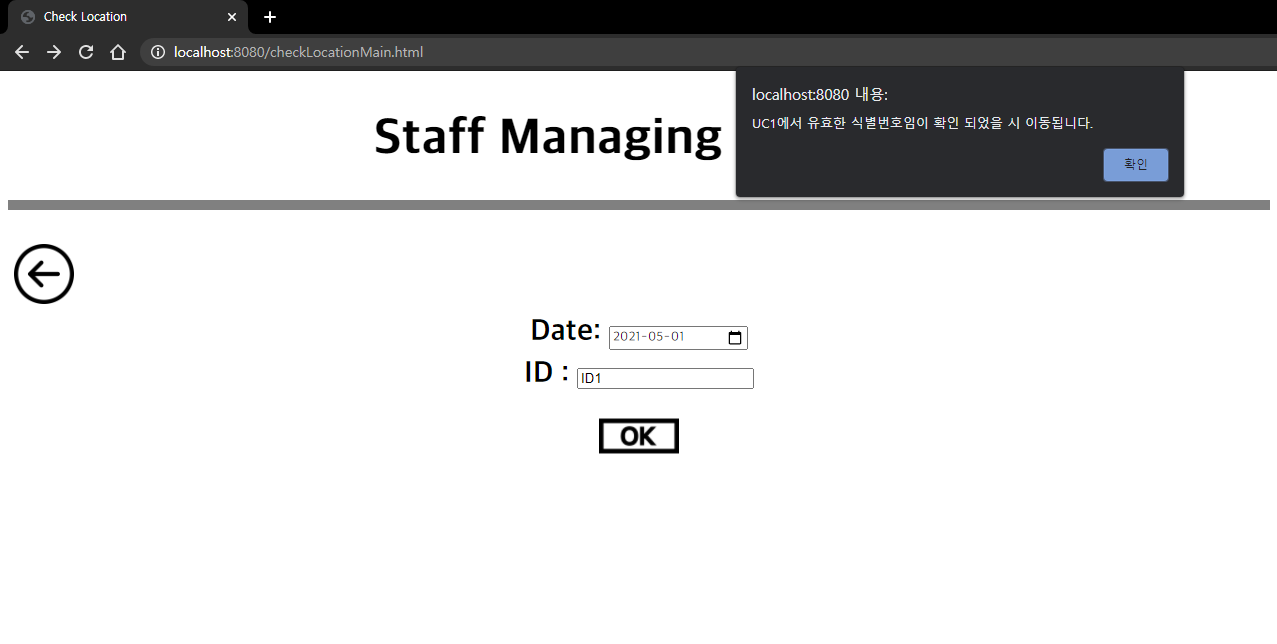 Check Location
localhost:8080/checkLocationMain.html
localhost:8080 내용:
UC1에서 유효한 식별번호임이 확인 되었을 시 이동됩니다.
확인
Staff Managing
Date: 2021-05-01
ID : ID1
OK